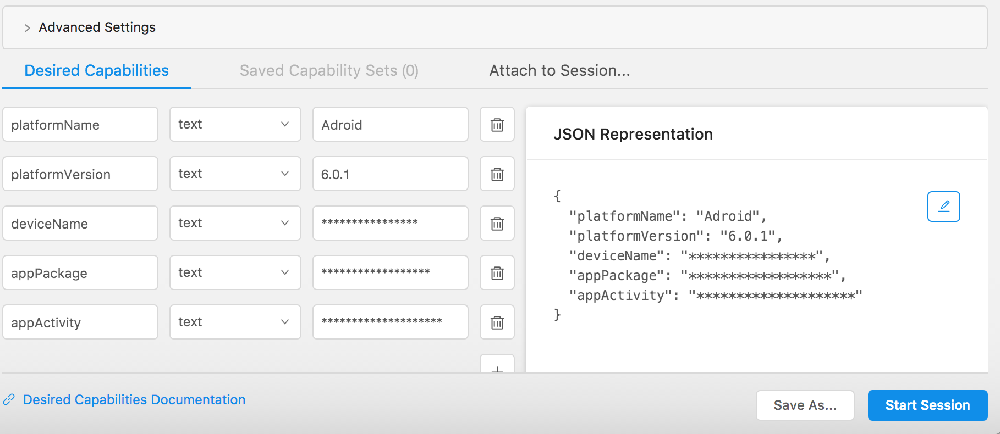 Advanced Settings
Desired Capabilities Saved Capability Sets (0) Attach to Session...
platformName text Adroid
platformVersion text 6.0.1
deviceName text ****************
appPackage text ******************
appActivity text ********************
JSON Representation
{
"platformName": "Adroid",
"platformVersion": "6.0.1",
"deviceName": "****************",
"appPackage": "******************",
"appActivity": "********************"
}
Desired Capabilities Documentation
Save As...
Start Session